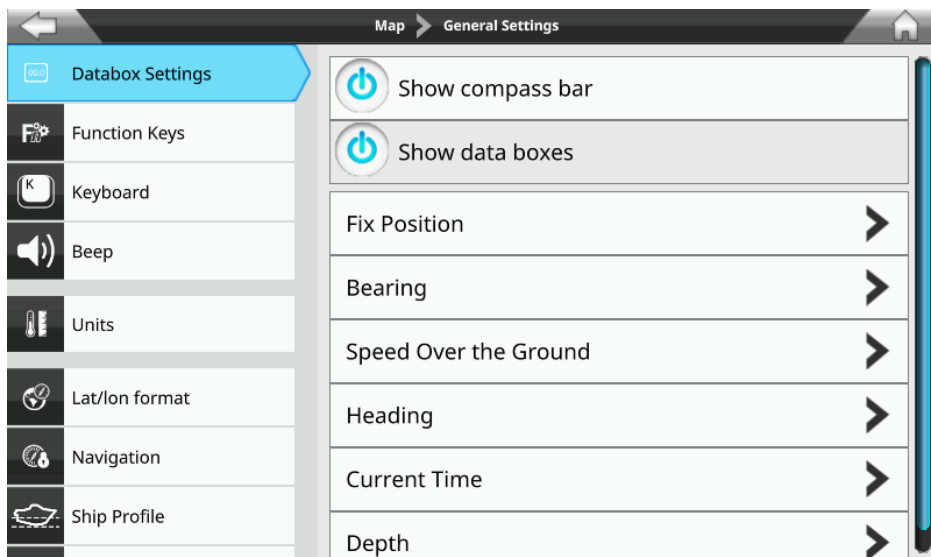 Map General Settings
Databox Settings
Function Keys
Keyboard
Beep
Units
Lat/lon format
Navigation
Ship Profile
Show compass bar
Show data boxes
Fix Position
Bearing
Speed Over the Ground
Heading
Current Time
Depth